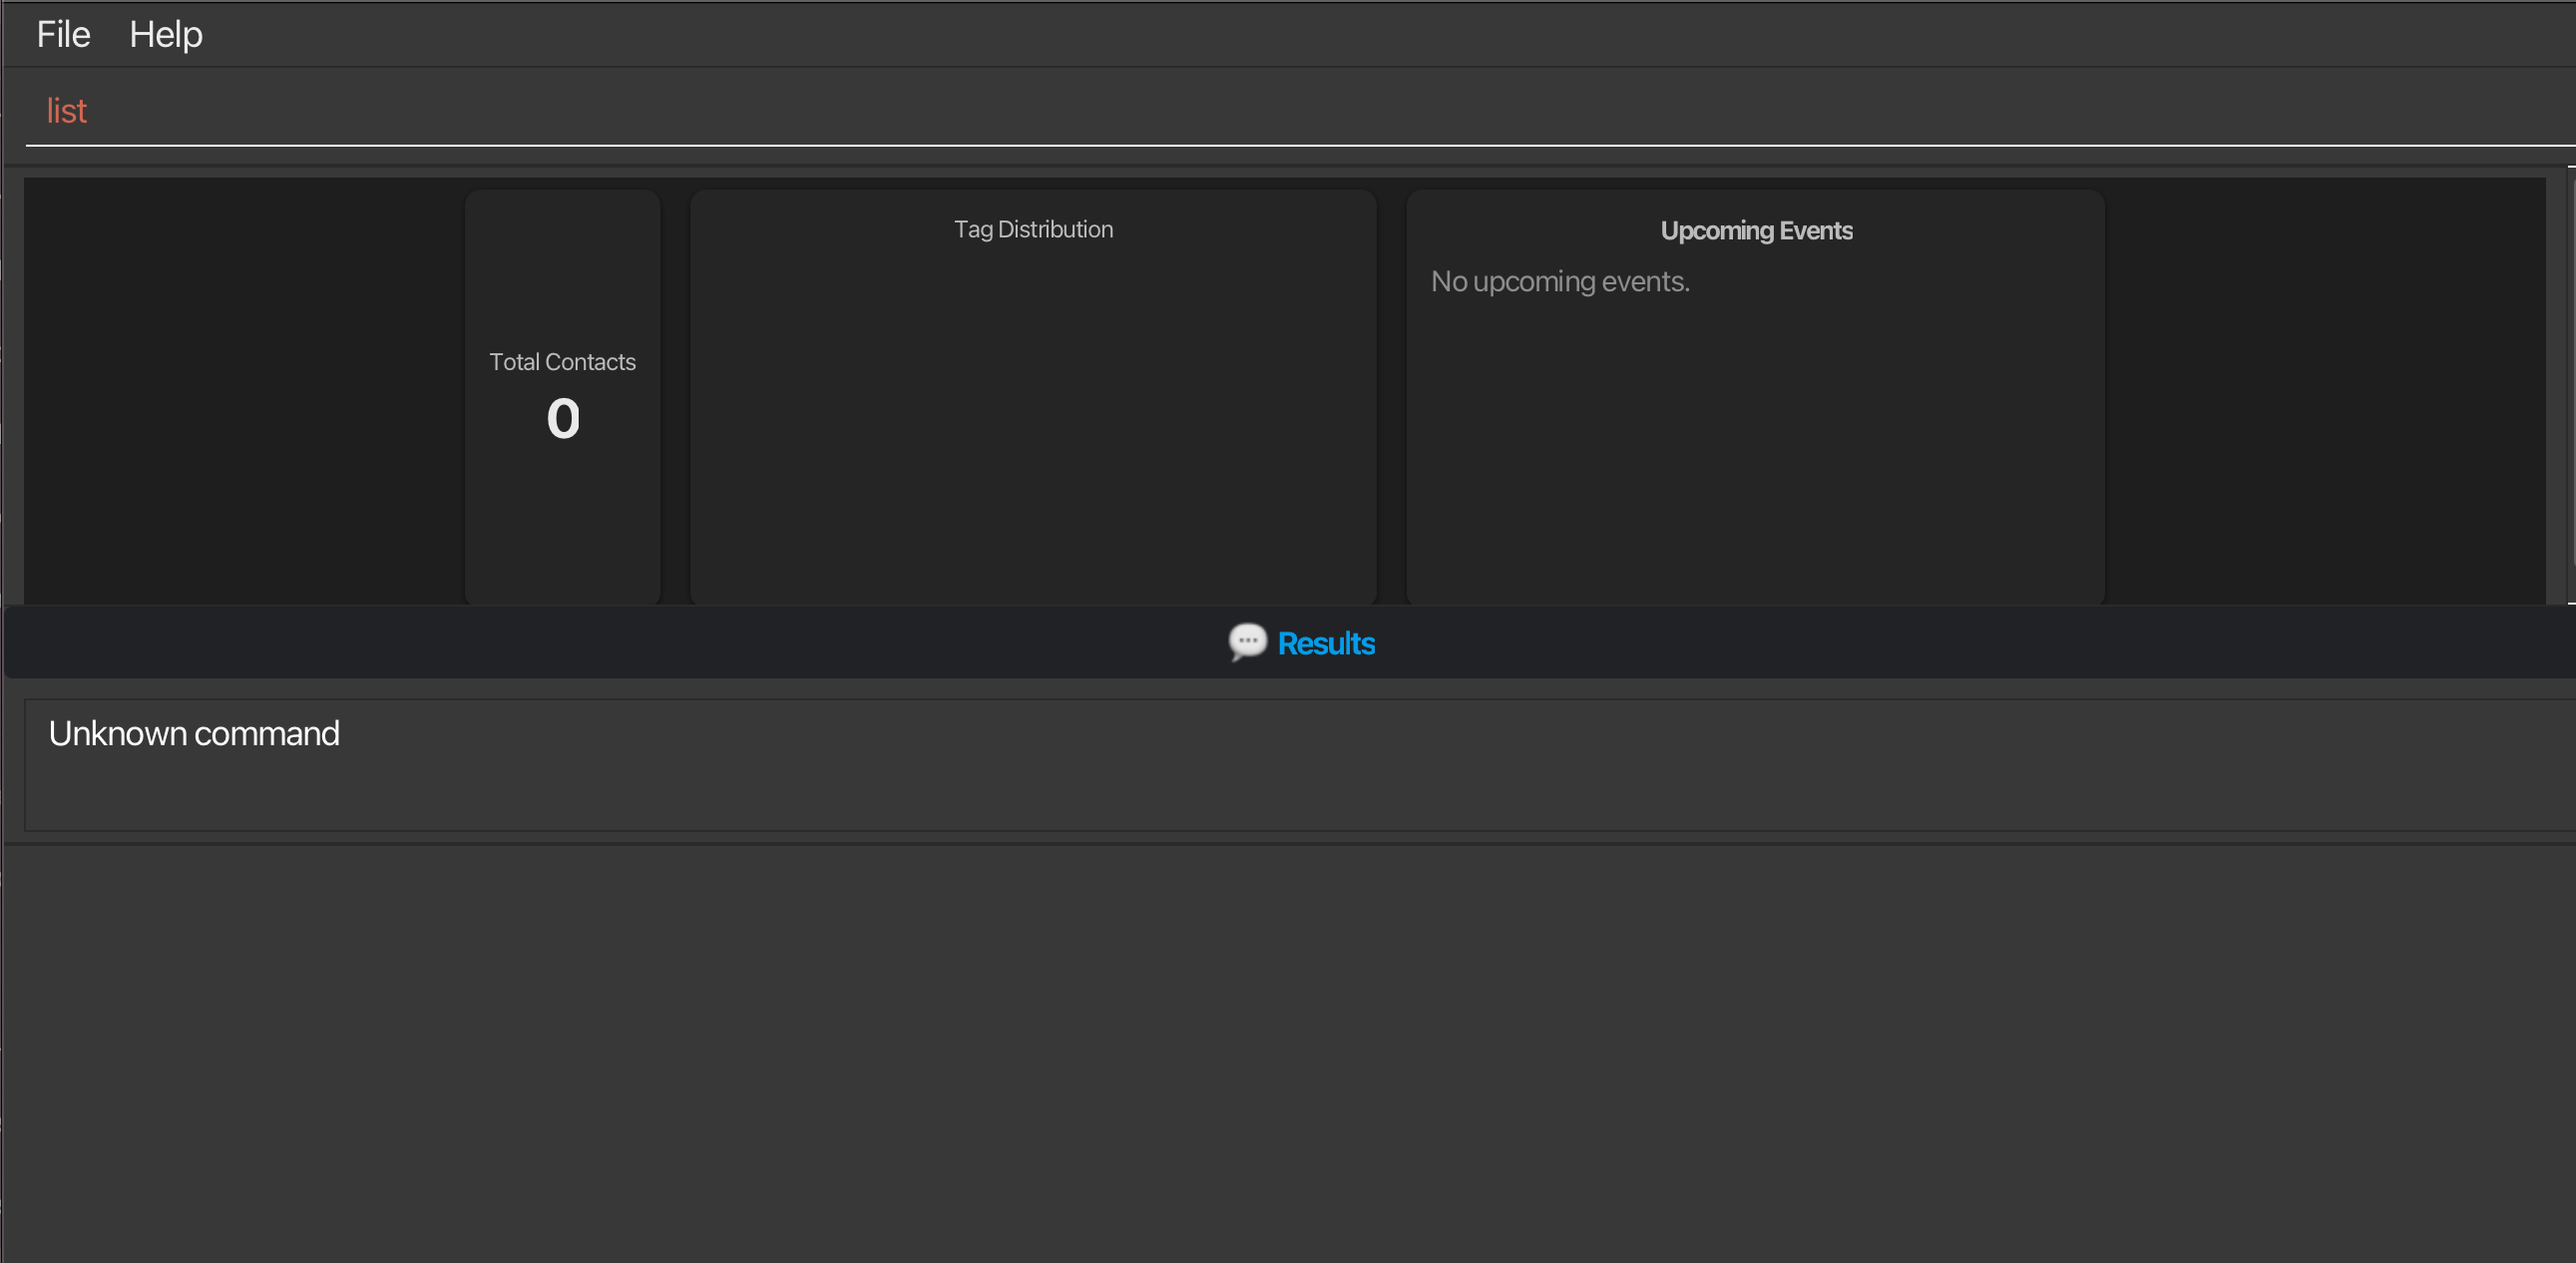 File Help
list
Tag Distribution
Upcoming Events
No upcoming events.
Total Contacts
0
Results
Unknown command